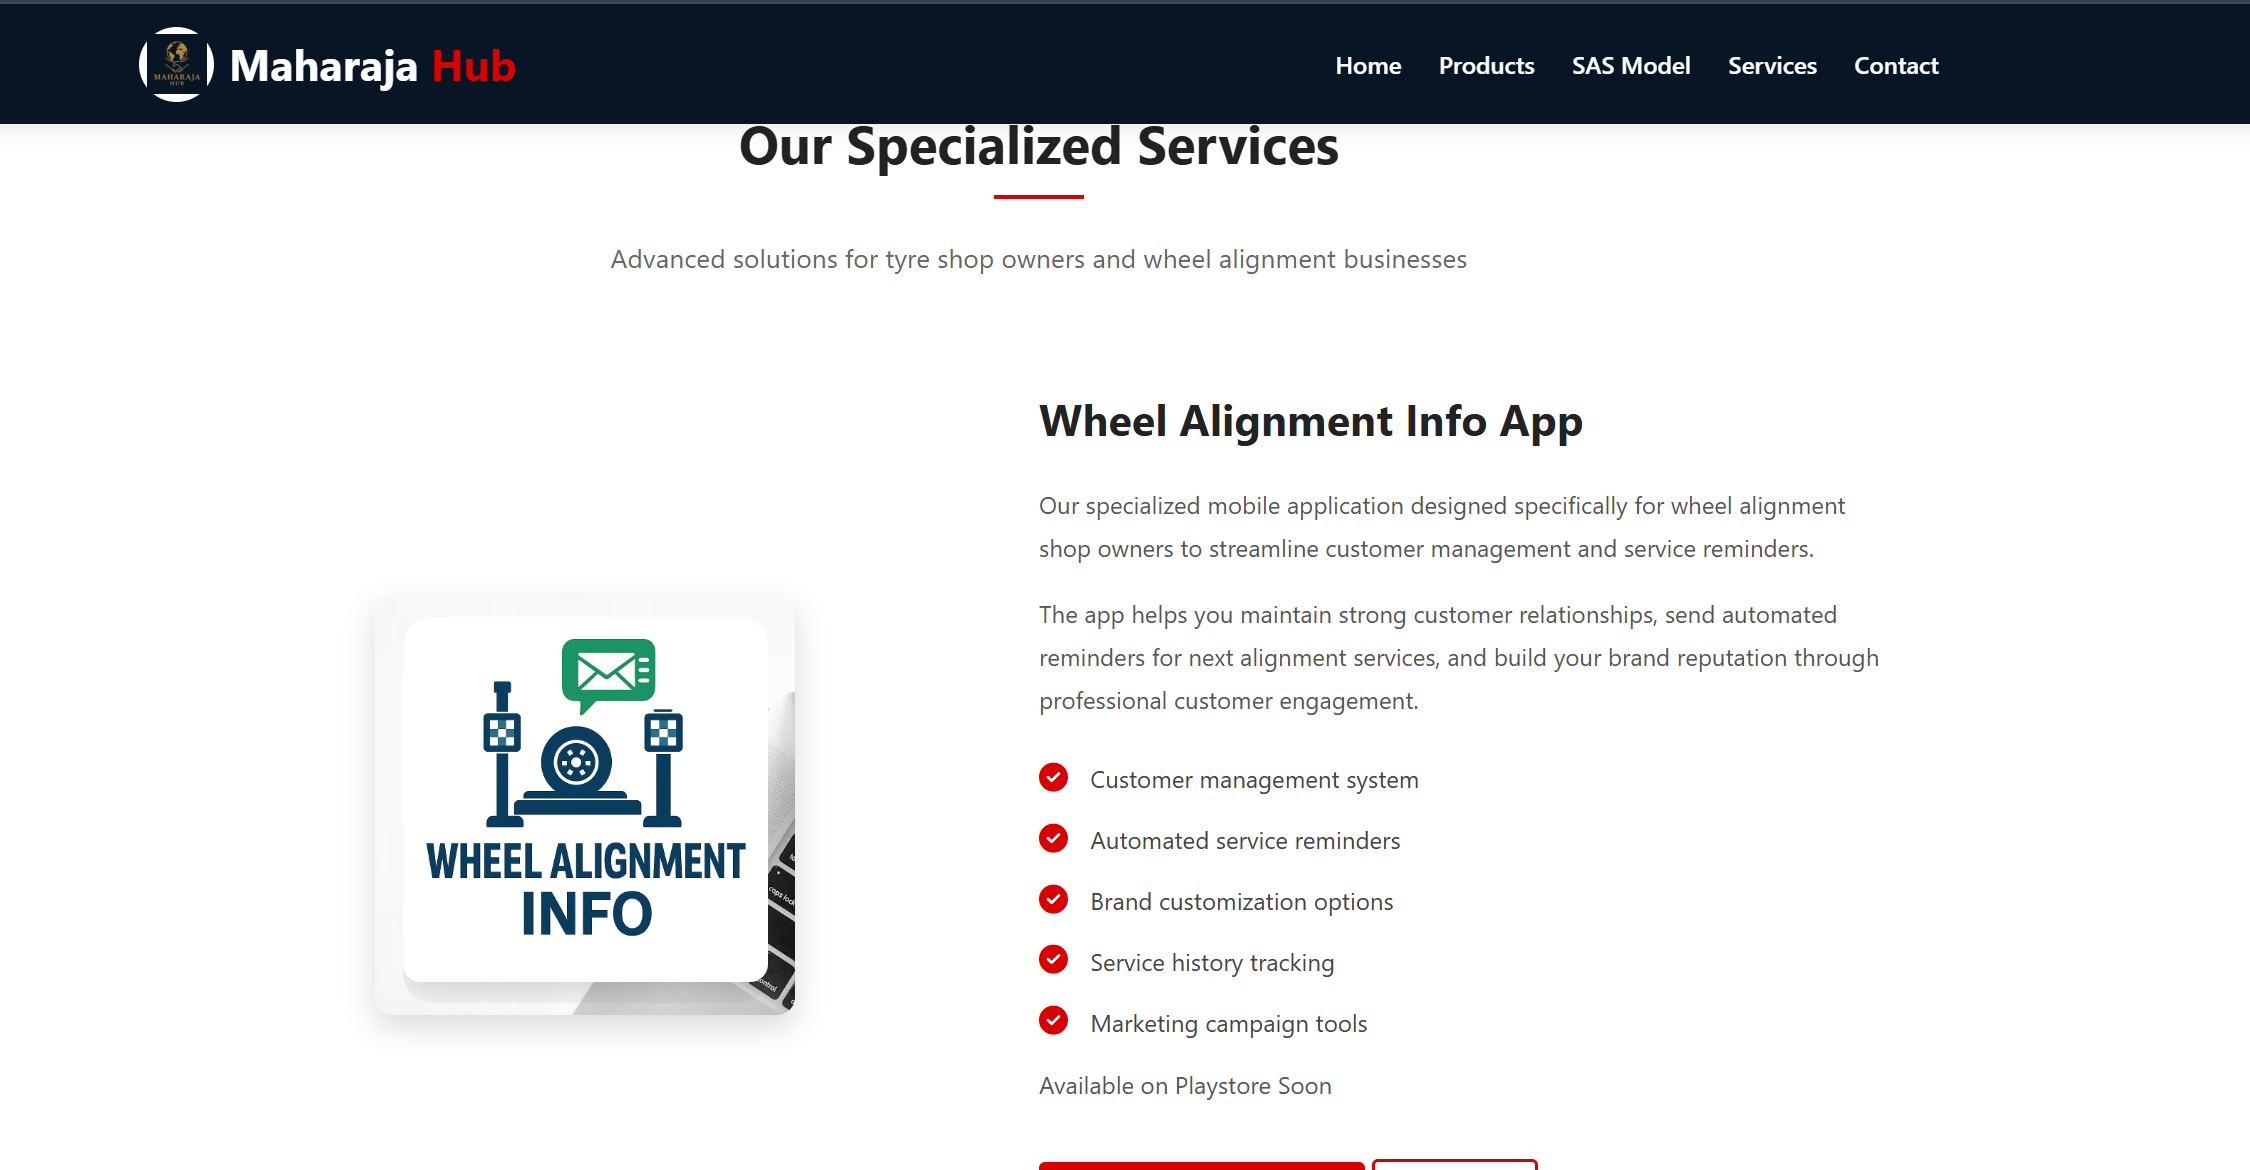 MAHARAJA
HUB
Maharaja Hub
Home Products SAS Model Services Contact
Our Specialized Services
Advanced solutions for tyre shop owners and wheel alignment businesses
WHEEL ALIGNMENT
INFO
caps lock
control
Wheel Alignment Info App
Our specialized mobile application designed specifically for wheel alignment
shop owners to streamline customer management and service reminders.
The app helps you maintain strong customer relationships, send automated
reminders for next alignment services, and build your brand reputation through
professional customer engagement.
Customer management system
Automated service reminders
Brand customization options
Service history tracking
Marketing campaign tools
Available on Playstore Soon